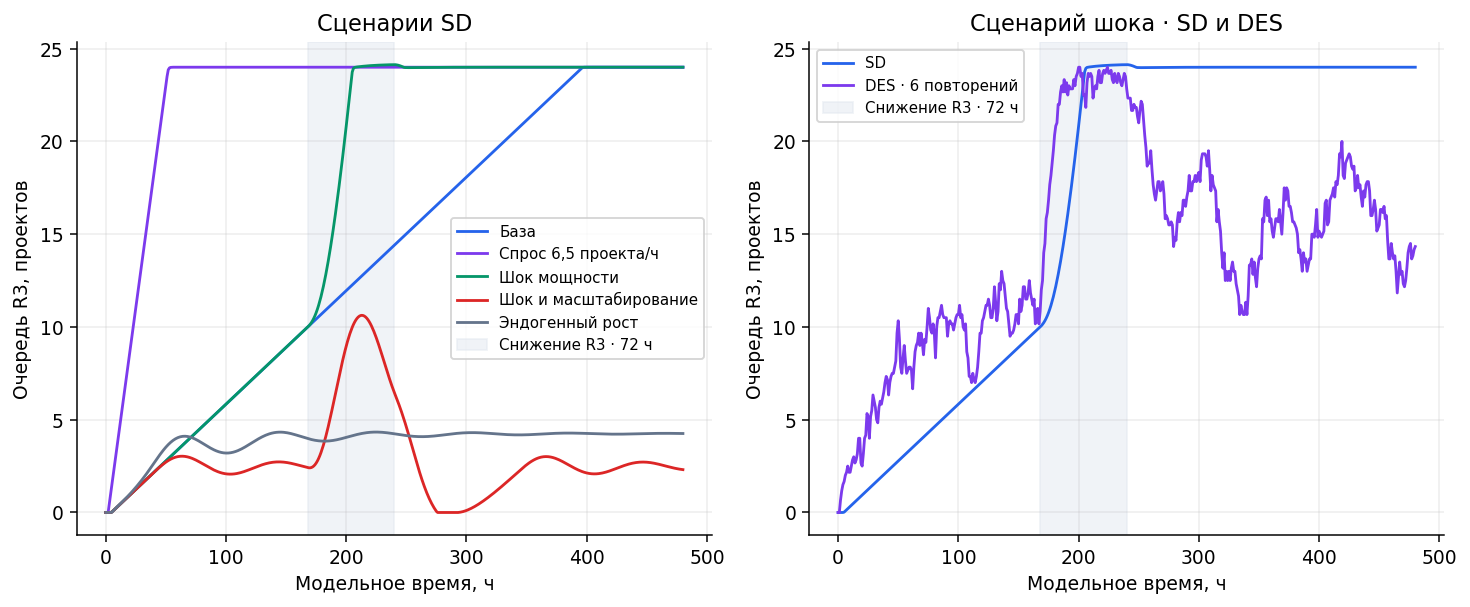 Сценарии SD
25
20
15
10
5
0
Очередь R3, проектов
База
Спрос 6,5 проекта/ч
Шок мощности
Шок и масштабирование
Эндогенный рост
Снижение R3 · 72 ч
0 100 200 300 400 500
Модельное время, ч
Сценарий шока · SD и DES
25
20
15
10
5
0
Очередь R3, проектов
SD
DES · 6 повторений
Снижение R3 · 72 ч
0 100 200 300 400 500
Модельное время, ч